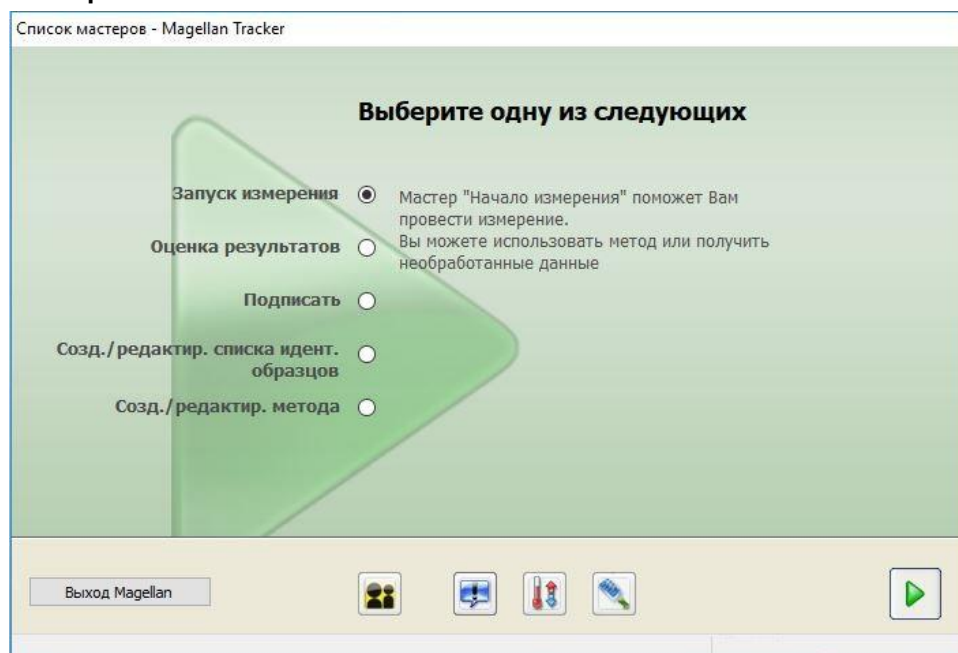 Список мастеров - Magellan Tracker
Выберите одну из следующих
Запуск измерения
Мастер "Начало измерения" поможет Вам
провести измерение.
Вы можете использовать метод или получить
необработанные данные
Оценка результатов
Подписать
Созд./редактир. списка идент.
образцов
Созд./редактир. метода
Выход Magellan